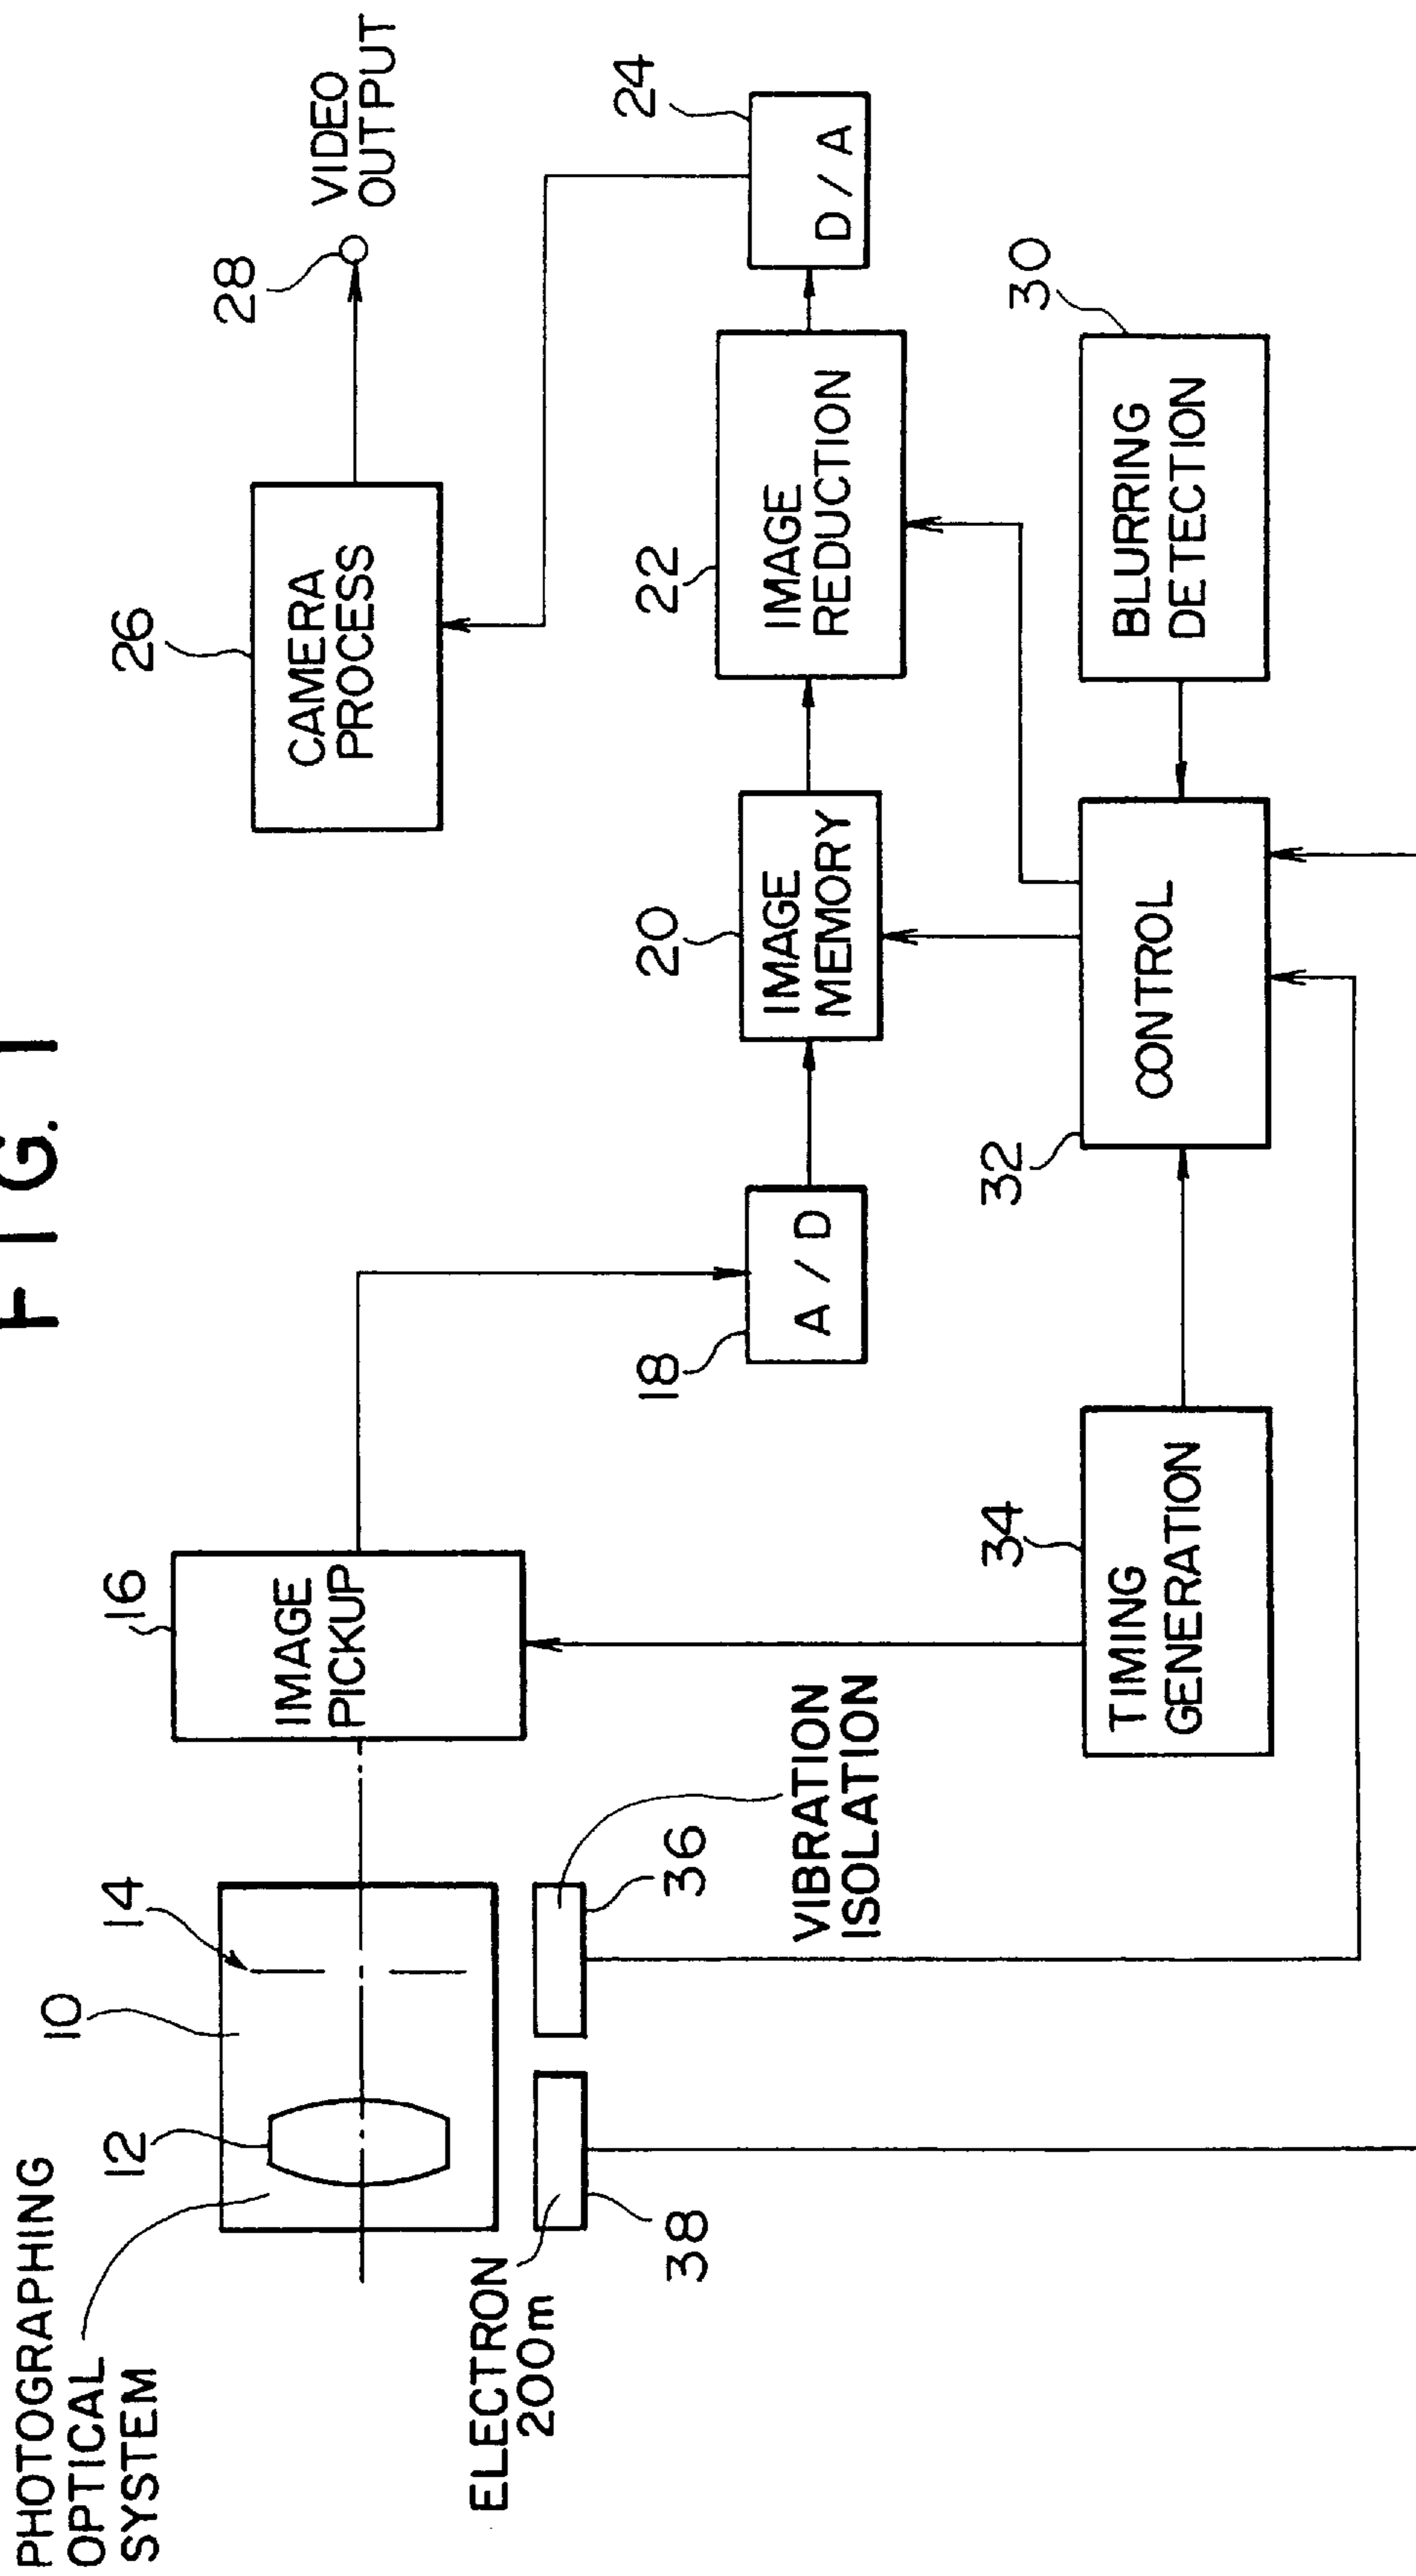 F I G. 1
PHOTOGRAPHING
OPTICAL
SYSTEM
10
12
14
16
IMAGE
PICKUP
26
CAMERA
PROCESS
28
VIDEO
OUTPUT
ELECTRON
200m
38
36
VIBRATION
ISOLATION
18
A / D
20
IMAGE
MEMORY
22
IMAGE
REDUCTION
24
D / A
34
TIMING
GENERATION
32
CONTROL
30
BLURRING
DETECTION